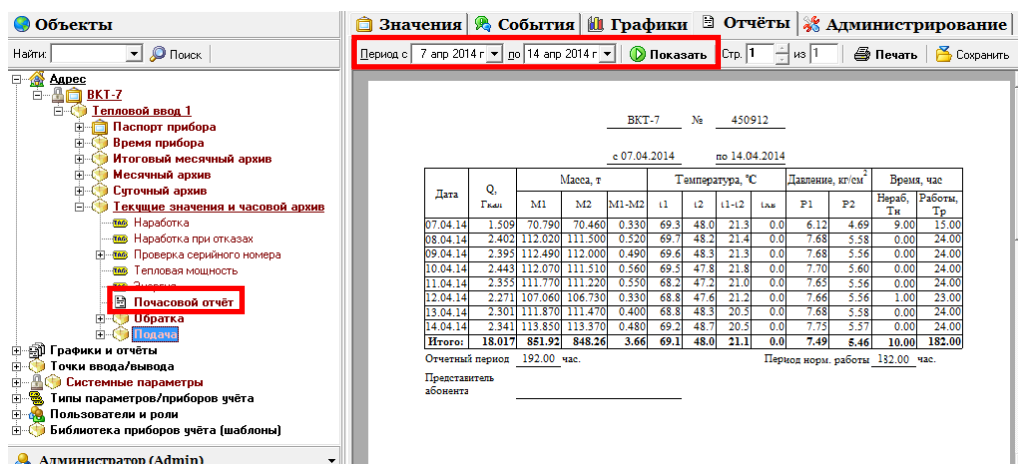 Объекты
Найти: Поиск
Адрес
ВКТ-7
Тепловой ввод 1
Паспорт прибора
Время прибора
Итоговый месячный архив
Месячный архив
Суточный архив
Текущие значения и часовой архив
TAG Наработка
TAG Наработка при отказах
TAG Проверка серийного номера
TAG Тепловая мощность
Энергия
Почасовой отчёт
Обратка
Подача
Графики и отчёты
Точки ввода/вывода
Системные параметры
Типы параметров/приборов учёта
Пользователи и роли
Библиотека приборов учёта (шаблоны)
Администратор (Admin)
Значения События Графики Отчёты Администрирование
Период с 7 апр 2014 г по 14 апр 2014 г Показать Стр. 1 из 1 Печать Сохранить
ВКТ-7 № 450912
с 07.04.2014 по 14.04.2014
Дата Q, Гкал Масса, т Температура, °C Давление, кг/см2 Время, час
M1 M2 M1-M2 t1 t2 t1-t2 tх.в P1 P2 Нераб, Тн Работы, Тр
07.04.14 1.509 70.790 70.460 0.330 69.3 48.0 21.3 0.0 6.12 4.69 9.00 15.00
08.04.14 2.402 112.020 111.500 0.520 69.7 48.2 21.4 0.0 7.68 5.58 0.00 24.00
09.04.14 2.395 112.490 112.000 0.490 69.6 48.3 21.3 0.0 7.68 5.56 0.00 24.00
10.04.14 2.443 112.070 111.510 0.560 69.5 47.8 21.8 0.0 7.70 5.60 0.00 24.00
11.04.14 2.355 111.770 111.220 0.550 68.2 47.2 21.0 0.0 7.65 5.56 0.00 24.00
12.04.14 2.271 107.060 106.730 0.330 68.8 47.6 21.2 0.0 7.66 5.56 1.00 23.00
13.04.14 2.301 111.870 111.470 0.400 68.8 48.3 20.5 0.0 7.68 5.58 0.00 24.00
14.04.14 2.341 113.850 113.370 0.480 69.2 48.7 20.5 0.0 7.75 5.57 0.00 24.00
Итого: 18.017 851.92 848.26 3.66 69.1 48.0 21.1 0.0 7.49 5.46 10.00 182.00
Отчетный период 192.00 час. Период норм. работы 132.00 час.
Представитель
абонента